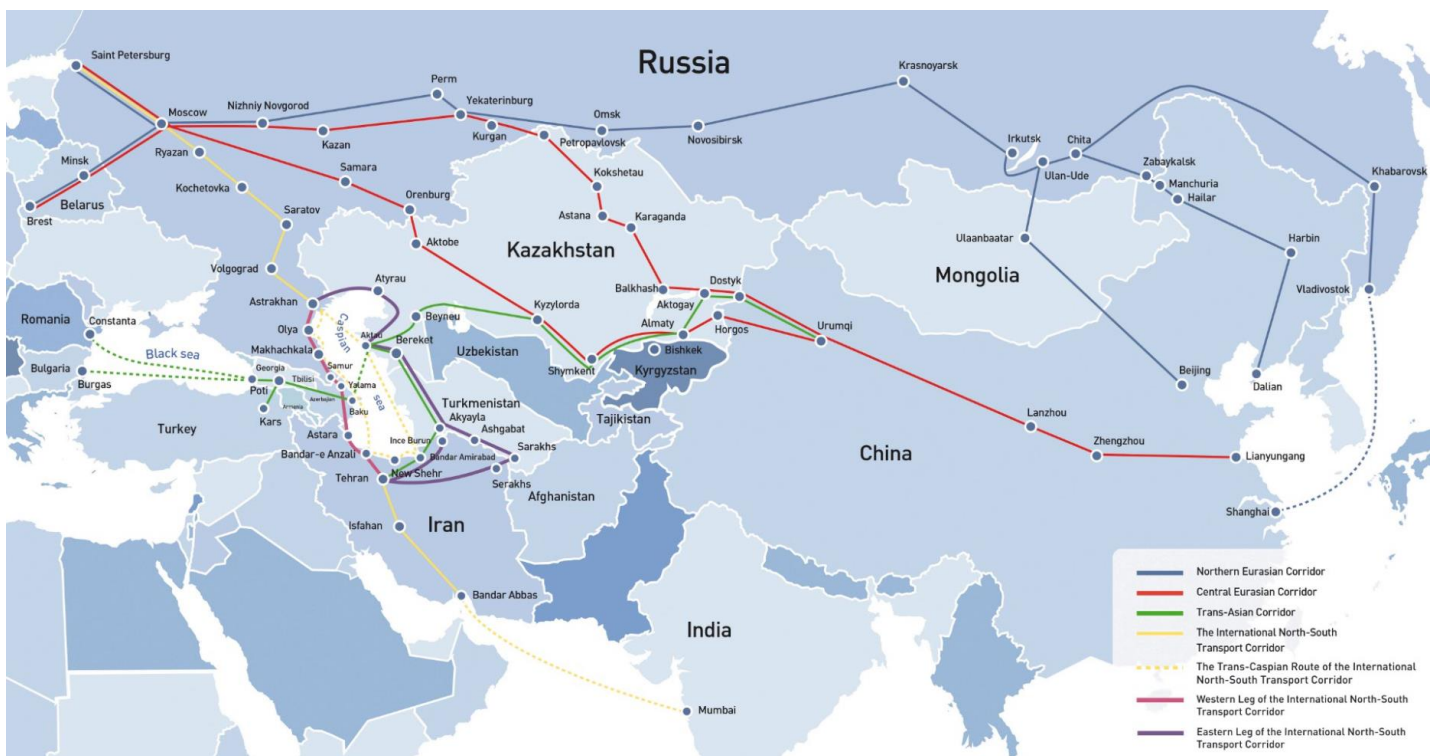 Saint Petersburg
Russia
Krasnoyarsk
Perm
Yekaterinburg
Moscow
Nizhniy Novgorod
Omsk
Kazan
Kurgan
Petropavlovsk
Novosibirsk
Irkutsk
Chita
Ryazan
Minsk
Samara
Kokshetau
Ulan-Ude
Zabaykalsk
Manchuria
Hailar
Khabarovsk
Kochetovka
Belarus
Brest
Orenburg
Saratov
Astana
Karaganda
Aktobe
Kazakhstan
Ulaanbaatar
Harbin
Volgograd
Atyrau
Mongolia
Balkhash
Dostyk
Vladivostok
Astrakhan
Aktogay
Romania
Constanta
Olya
Caspian
sea
Beyneu
Kyzylorda
Almaty
Horgos
Urumqi
Aktau
Bereket
Black sea
Makhachkala
Uzbekistan
Bishkek
Bulgaria
Burgas
Georgia
Tbilisi
Samur
Yalama
Shymkent
Kyrgyzstan
Beijing
Dalian
Poti
Azerbaijan
Baku
Turkmenistan
Kars
Armenia
Akyayla
Tajikistan
Lanzhou
Turkey
Astara
Ince Burun
Ashgabat
Zhengzhou
Bandar-e Anzali
Bandar Amirabad
Sarakhs
China
Lianyungang
Tehran
New Shehr
Serakhs
Afghanistan
Shanghai
Isfahan
Iran
Bandar Abbas
India
Mumbai
Northern Eurasian Corridor
Central Eurasian Corridor
Trans-Asian Corridor
The International North-South
Transport Corridor
The Trans-Caspian Route of the International
North-South Transport Corridor
Western Leg of the International North-South
Transport Corridor
Eastern Leg of the International North-South
Transport Corridor